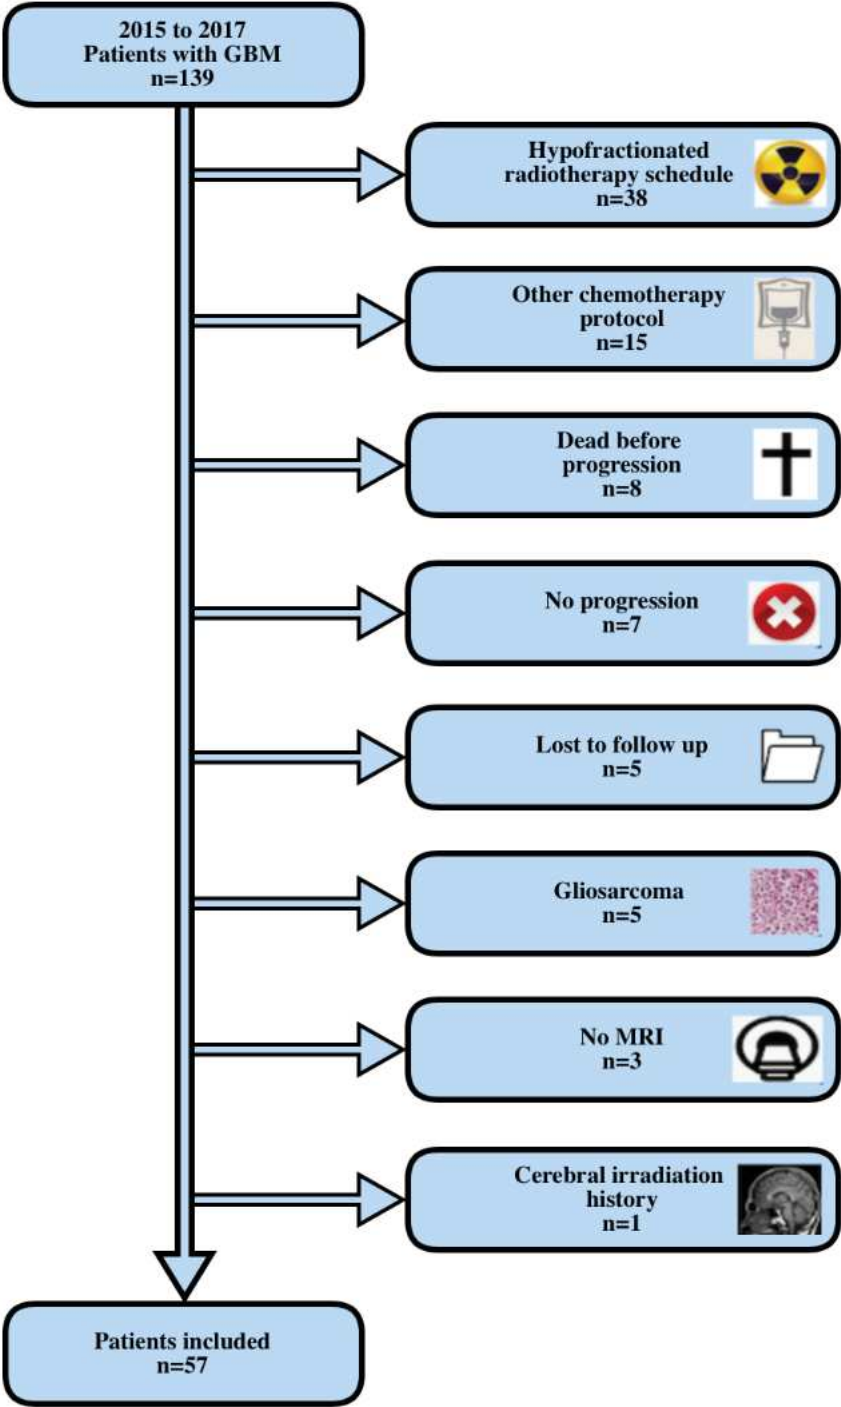 2015 to 2017
Patients with GBM
n=139
Hypofractionated
radiotherapy schedule
n=38
Other chemotherapy
protocol
n=15
Dead before
progression
n=8
No progression
n=7
Lost to follow up
n=5
Gliosarcoma
n=5
No MRI
n=3
Cerebral irradiation
history
n=1
Patients included
n=57